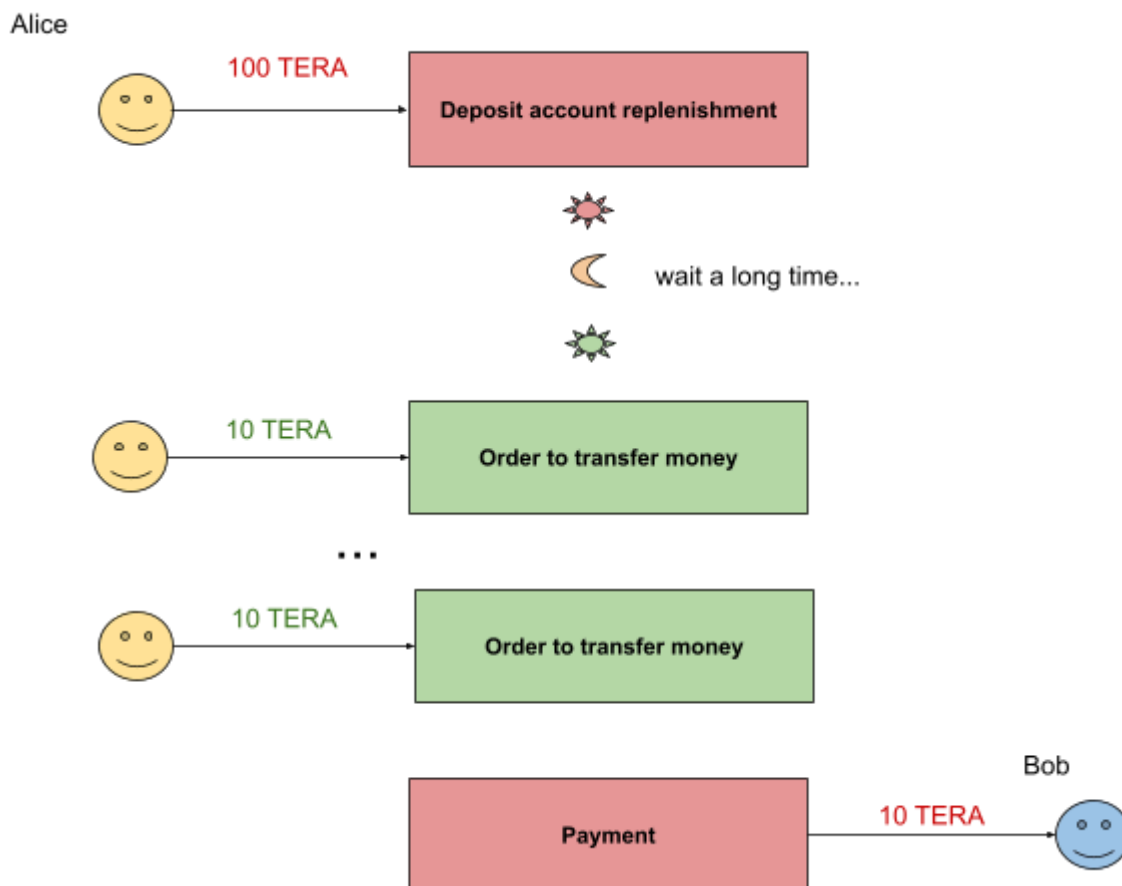 Alice
100 TERA
Deposit account replenishment
wait a long time...
10 TERA
Order to transfer money
...
10 TERA
Order to transfer money
Bob
Payment
10 TERA